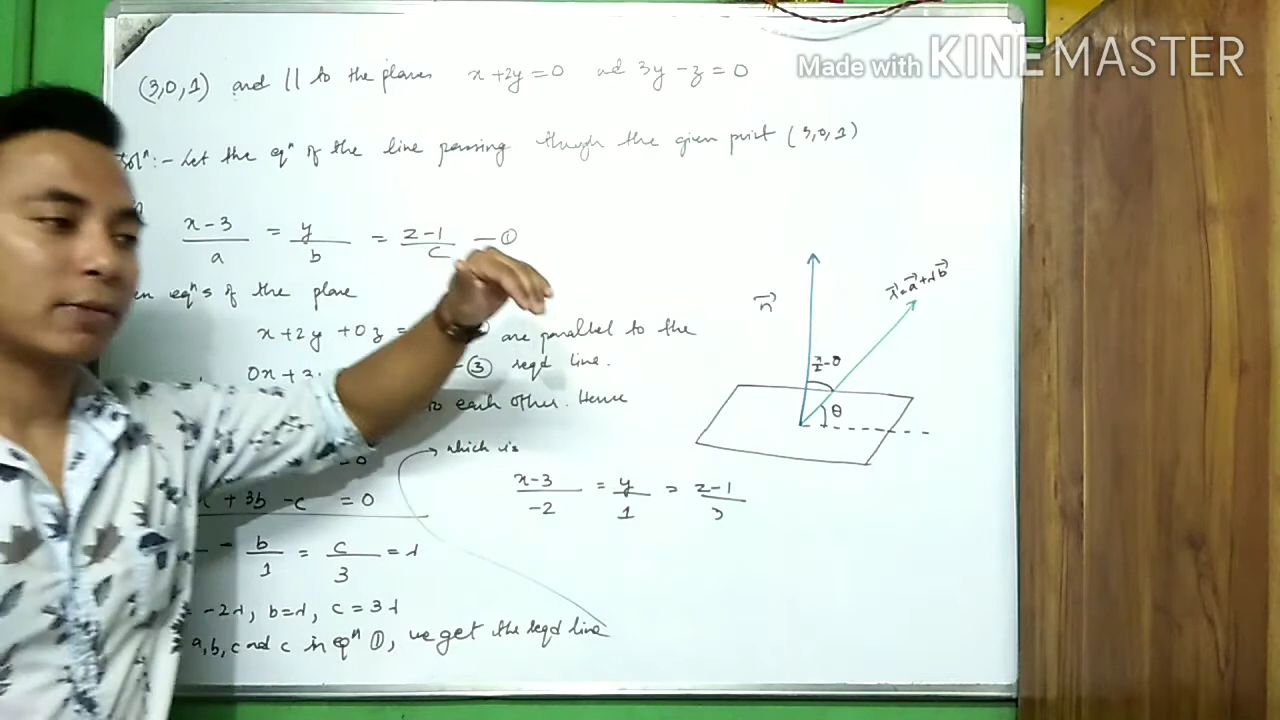 Made with KINEMASTER
(3,0,1) and || to the planes x+2y=0 and 3y-z=0
Solⁿ:- Let the eqⁿ of the line passing through the given point (3,0,1)
x-3/a = y/b = z-1/c —①
eqⁿs of the plane
x+2y+0z = are parallel to the
0x+3 -③ reqd line.
to each other. Hence
=0 which is
+3b-c =0
x-3/-2 = y/1 = z-1/3
b/1 = c/3 = λ
-2λ, b=λ, c=3λ
a,b,c and c in eqⁿ ①, we get the reqd line
n⃗
r⃗=a⃗+λb⃗
π/2-θ
θ